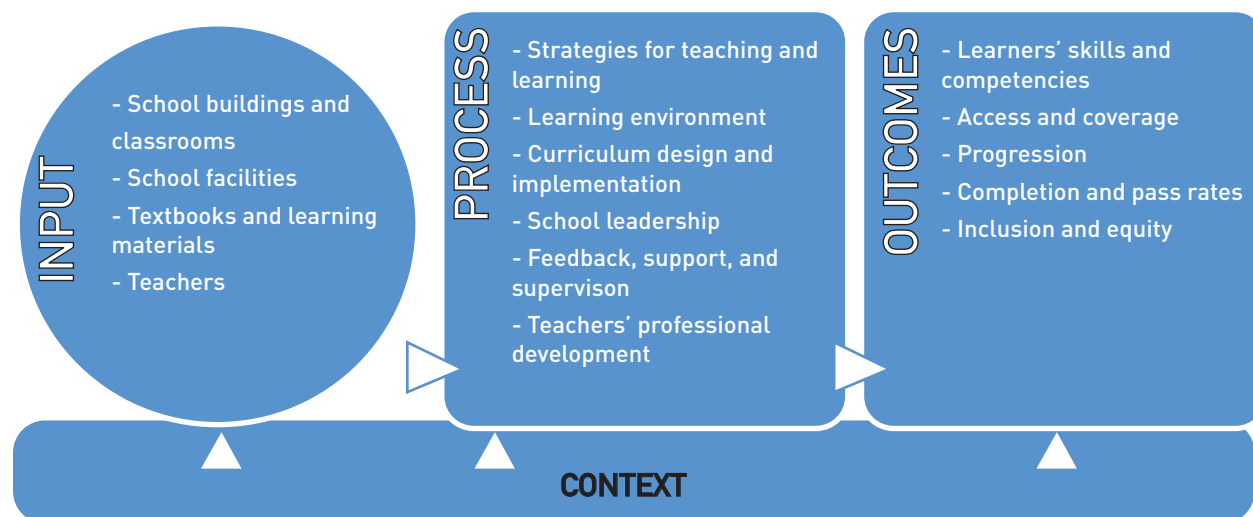 INPUT
- School buildings and
classrooms
- School facilities
- Textbooks and learning
materials
- Teachers
PROCESS
- Strategies for teaching and
learning
- Learning environment
- Curriculum design and
implementation
- School leadership
- Feedback, support, and
supervison
- Teachers’ professional
development
OUTCOMES
- Learners’ skills and
competencies
- Access and coverage
- Progression
- Completion and pass rates
- Inclusion and equity
CONTEXT